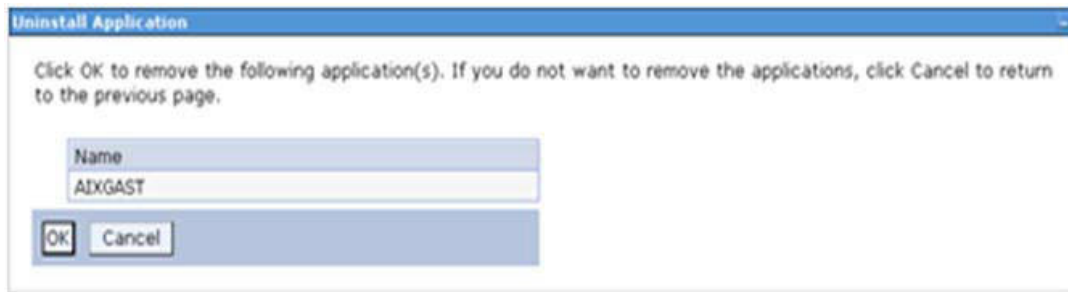 Uninstall Application
Click OK to remove the following application(s). If you do not want to remove the applications, click Cancel to return
to the previous page.
Name
AIXGAST
OK Cancel